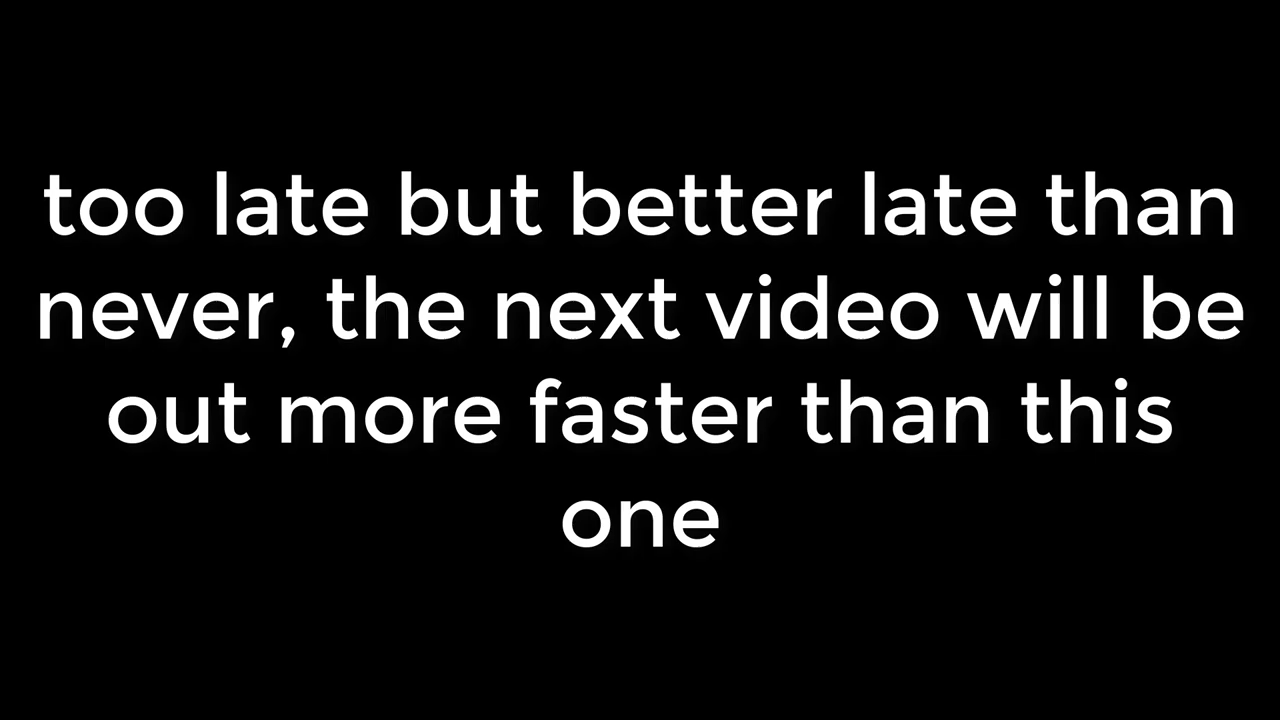 too late but better late than
never, the next video will be
out more faster than this
one